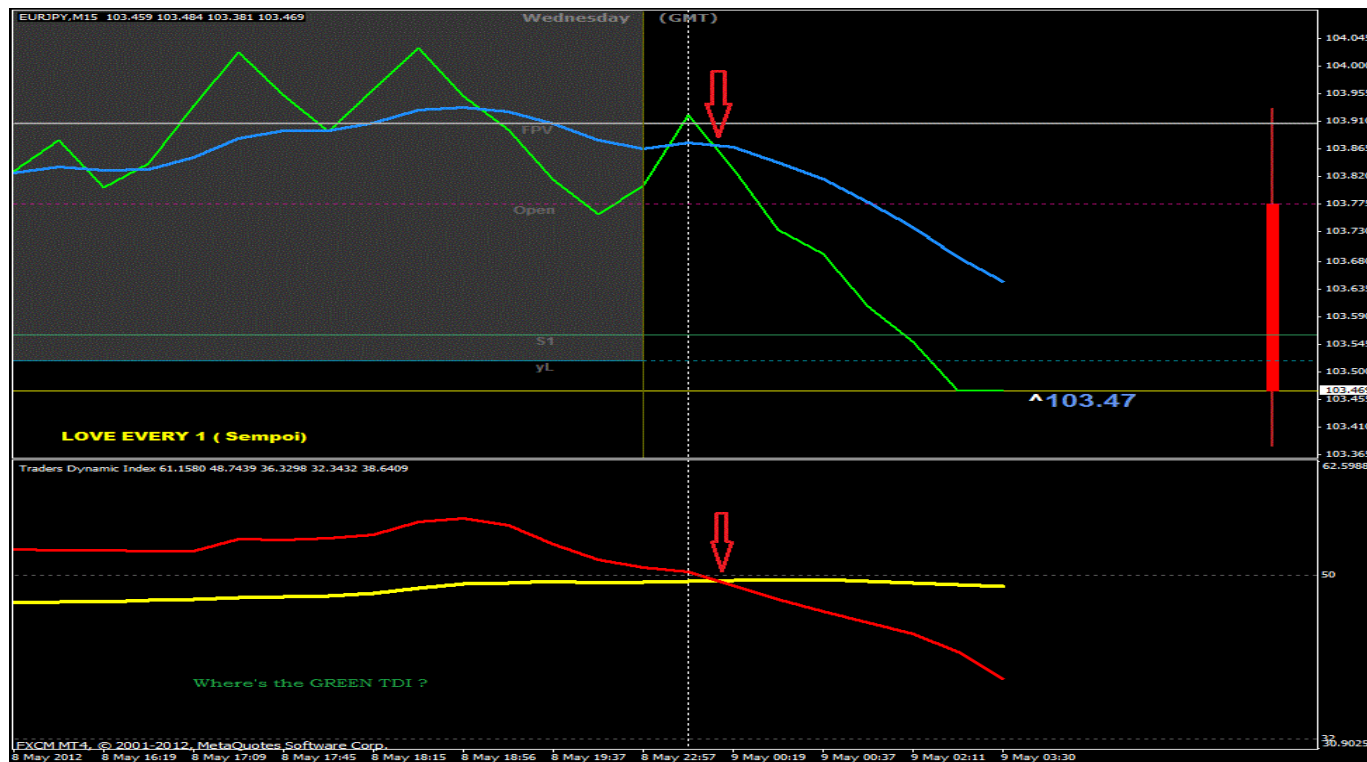 EURJPY,M15 103.459 103.484 103.381 103.469
Wednesday (GMT)
104.045
104.000
103.955
103.910
103.865
103.820
103.775
103.730
103.680
103.635
103.590
103.545
103.500
103.469
103.455
103.410
103.365
FPV
Open
S1
yL
^103.47
LOVE EVERY 1 ( Sempoi)
Traders Dynamic Index 61.1580 48.7439 36.3298 32.3432 38.6409
62.5988
50
32
30.9029
Where's the GREEN TDI ?
FXCM MT4, © 2001-2012, MetaQuotes Software Corp.
8 May 2012 8 May 16:19 8 May 17:09 8 May 17:45 8 May 18:15 8 May 18:56 8 May 19:37 8 May 22:57 9 May 00:19 9 May 00:37 9 May 02:11 9 May 03:30